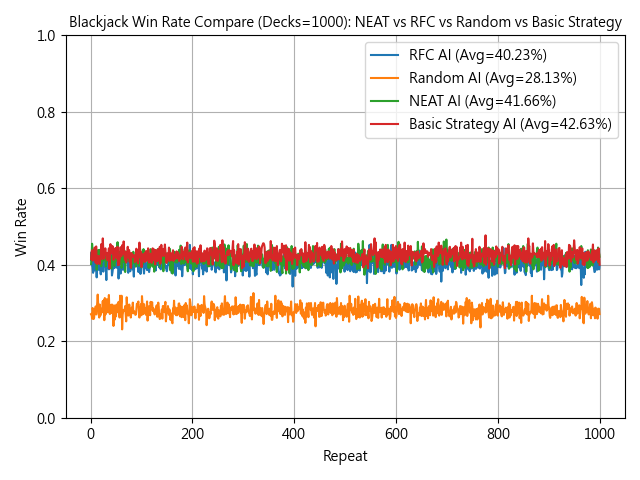 Blackjack Win Rate Compare (Decks=1000): NEAT vs RFC vs Random vs Basic Strategy
RFC AI (Avg=40.23%)
Random AI (Avg=28.13%)
NEAT AI (Avg=41.66%)
Basic Strategy AI (Avg=42.63%)
Win Rate
1.0
0.8
0.6
0.4
0.2
0.0
0 200 400 600 800 1000
Repeat